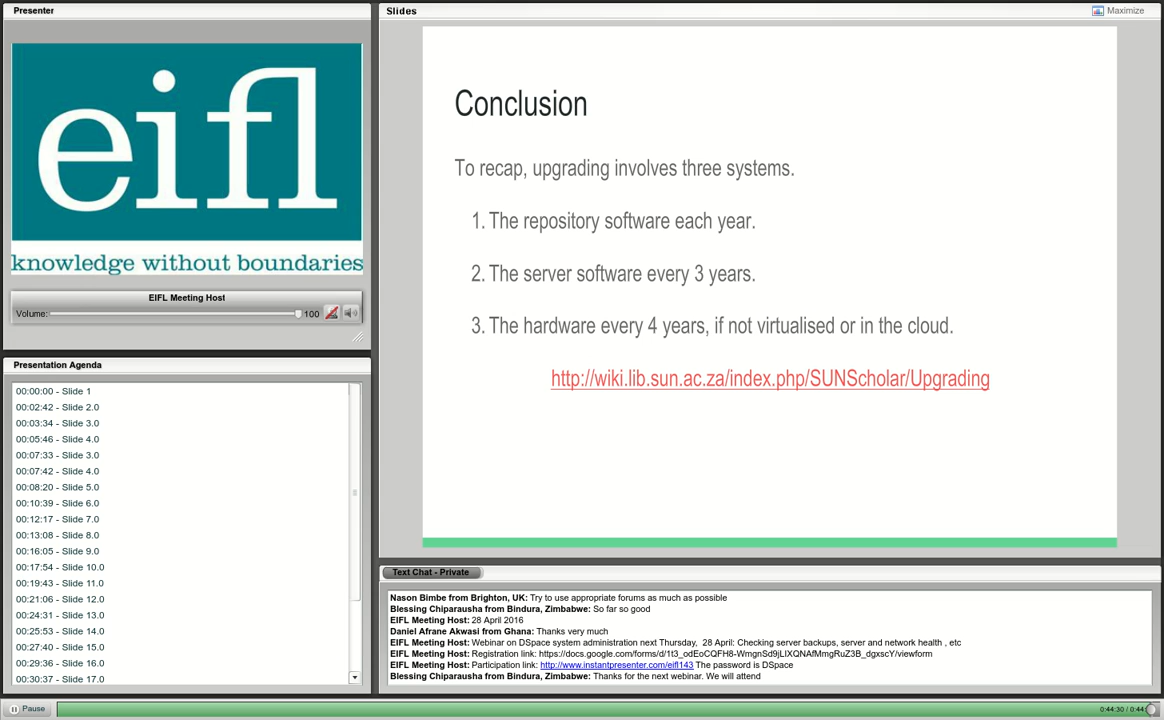 Presenter
eifl
knowledge without boundaries
EIFL Meeting Host
Volume: 100
Presentation Agenda
00:00:00 - Slide 1
00:02:42 - Slide 2.0
00:03:34 - Slide 3.0
00:05:46 - Slide 4.0
00:07:33 - Slide 3.0
00:07:42 - Slide 4.0
00:08:20 - Slide 5.0
00:10:39 - Slide 6.0
00:12:17 - Slide 7.0
00:13:08 - Slide 8.0
00:16:05 - Slide 9.0
00:17:54 - Slide 10.0
00:19:43 - Slide 11.0
00:21:06 - Slide 12.0
00:24:31 - Slide 13.0
00:25:53 - Slide 14.0
00:27:40 - Slide 15.0
00:29:36 - Slide 16.0
00:30:37 - Slide 17.0
Slides
Maximize
Conclusion
To recap, upgrading involves three systems.
1. The repository software each year.
2. The server software every 3 years.
3. The hardware every 4 years, if not virtualised or in the cloud.
http://wiki.lib.sun.ac.za/index.php/SUNScholar/Upgrading
Text Chat - Private
Nason Bimbe from Brighton, UK: Try to use appropriate forums as much as possible
Blessing Chiparausha from Bindura, Zimbabwe: So far so good
EIFL Meeting Host: 28 April 2016
Daniel Afrane Akwasi from Ghana: Thanks very much
EIFL Meeting Host: Webinar on DSpace system administration next Thursday, 28 April: Checking server backups, server and network health , etc
EIFL Meeting Host: Registration link: https://docs.google.com/forms/d/1t3_odEoCQFH8-WmgnSd9jLIXQNAfMmgRuZ3B_dgxscY/viewform
EIFL Meeting Host: Participation link: http://www.instantpresenter.com/eifl143 The password is DSpace
Blessing Chiparausha from Bindura, Zimbabwe: Thanks for the next webinar. We will attend
Pause
0:44:30 / 0:44: